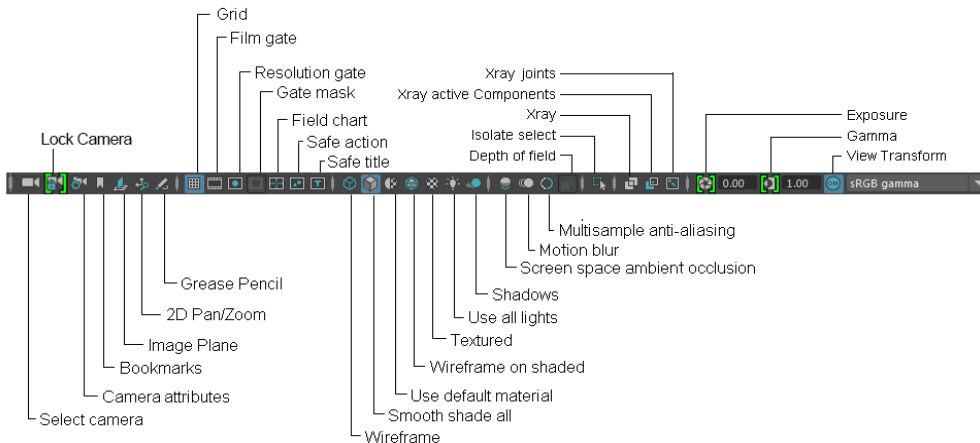 Grid
Film gate
Resolution gate
Gate mask
Field chart
Safe action
Safe title
Lock Camera
Xray joints
Xray active Components
Xray
Isolate select
Depth of field
Exposure
Gamma
View Transform
0.00
1.00
ON
sRGB gamma
Multisample anti-aliasing
Motion blur
Screen space ambient occlusion
Shadows
Use all lights
Textured
Wireframe on shaded
Use default material
Smooth shade all
Wireframe
Grease Pencil
2D Pan/Zoom
Image Plane
Bookmarks
Camera attributes
Select camera